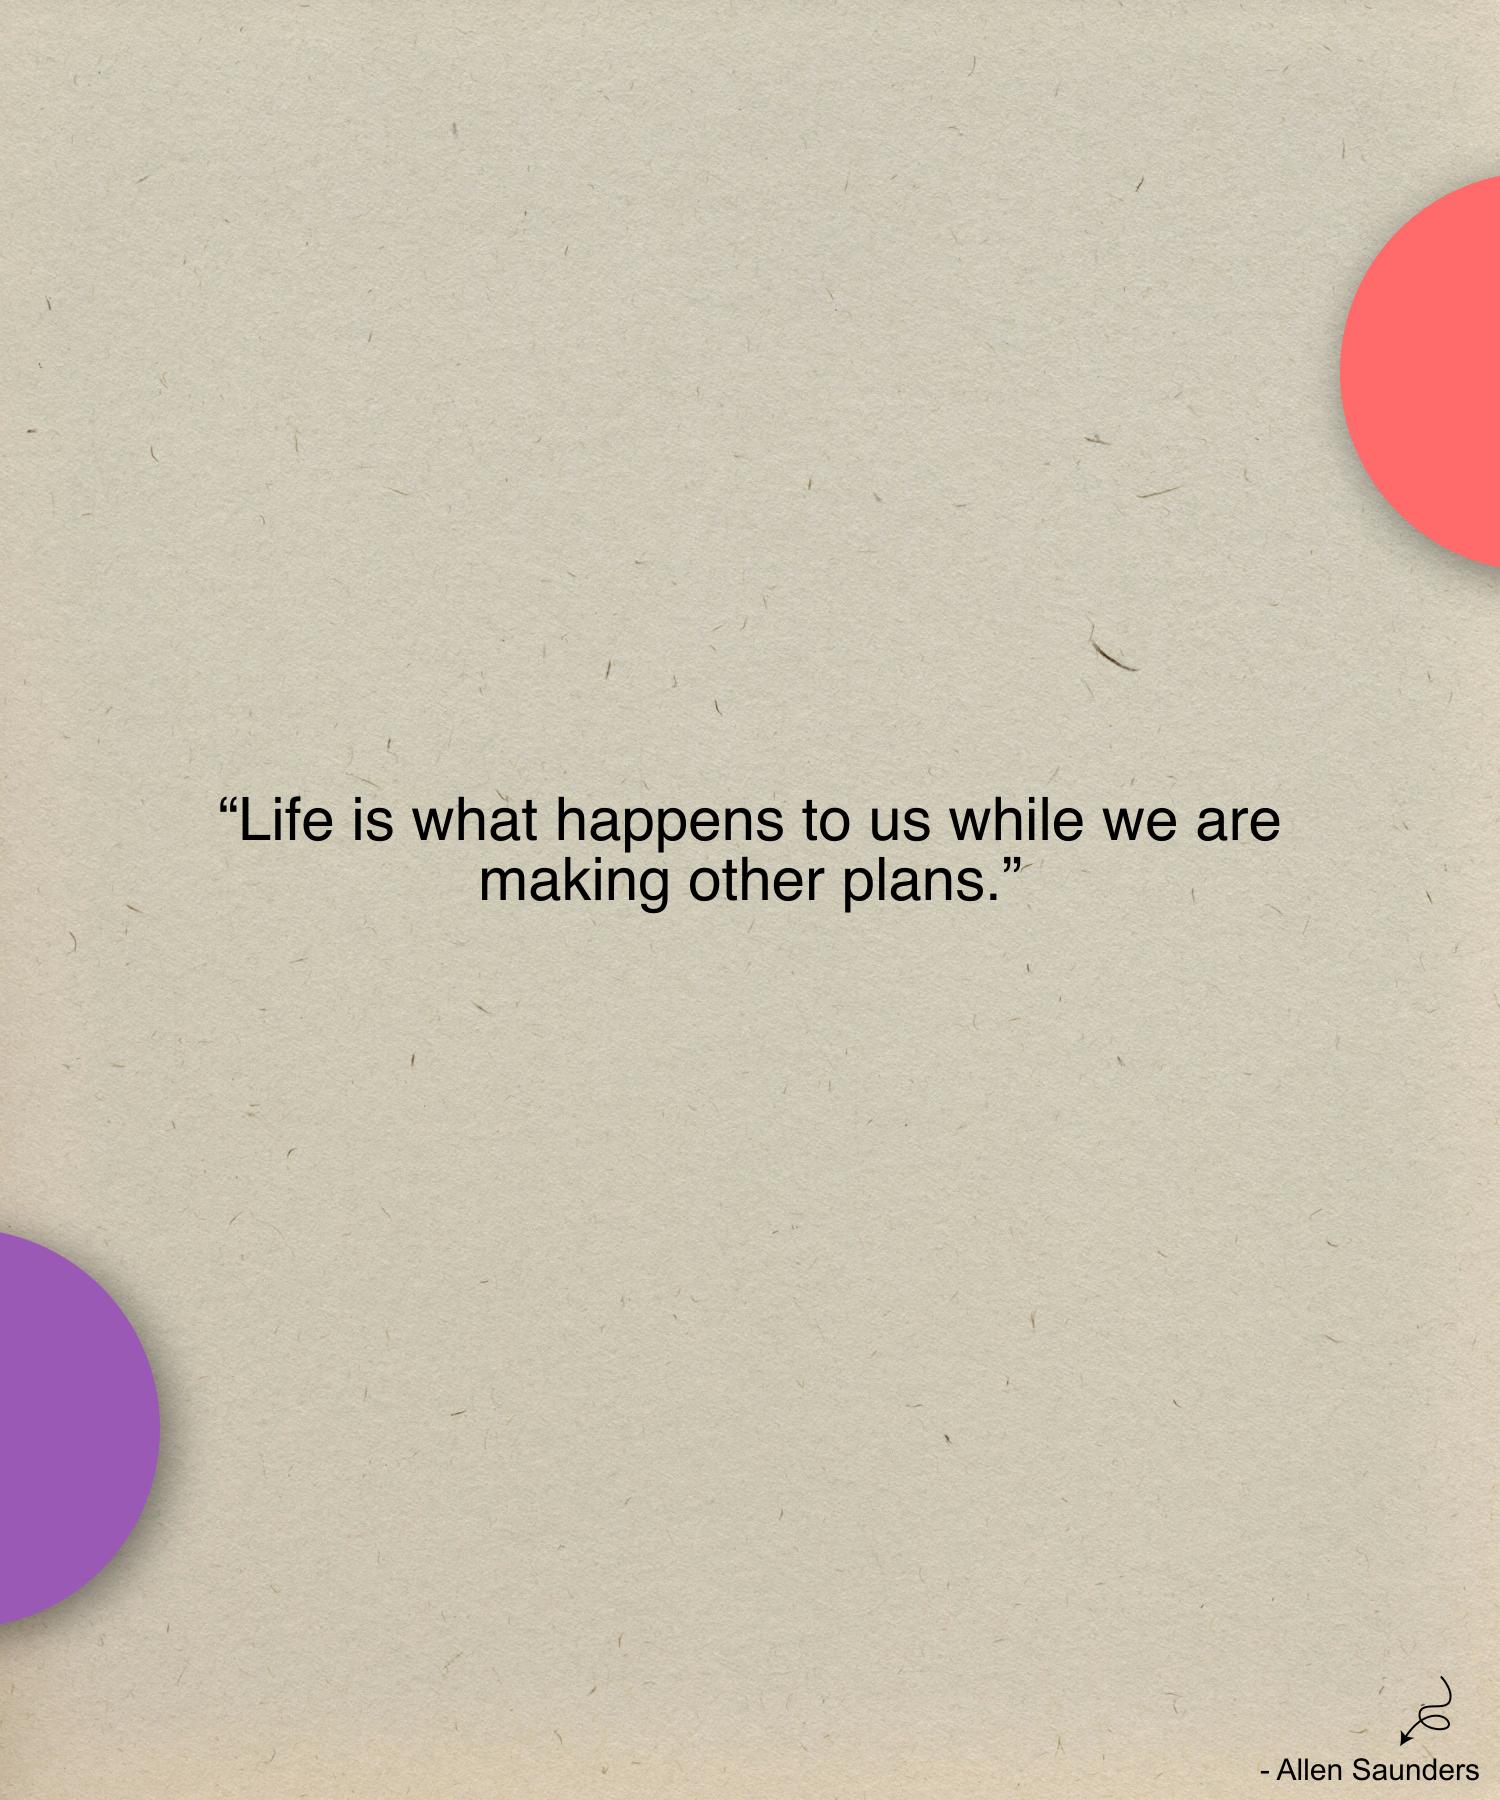 “Life is what happens to us while we are
making other plans.”
- Allen Saunders